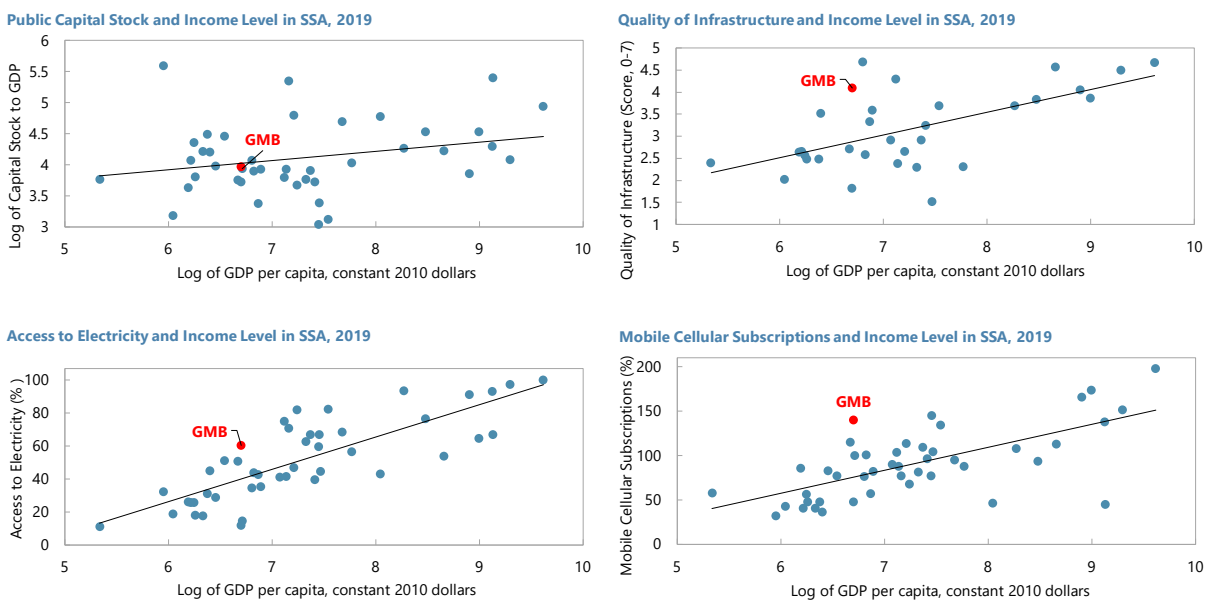 Public Capital Stock and Income Level in SSA, 2019
Log of Capital Stock to GDP
6
5.5
5
4.5
4
3.5
3
GMB
5 6 7 8 9 10
Log of GDP per capita, constant 2010 dollars
Quality of Infrastructure and Income Level in SSA, 2019
Quality of Infrastructure (Score, 0-7)
5
4.5
4
3.5
3
2.5
2
1.5
1
GMB
5 6 7 8 9 10
Log of GDP per capita, constant 2010 dollars
Access to Electricity and Income Level in SSA, 2019
Access to Electricity (% )
100
80
60
40
20
0
GMB
5 6 7 8 9 10
Log of GDP per capita, constant 2010 dollars
Mobile Cellular Subscriptions and Income Level in SSA, 2019
Mobile Cellular Subscriptions (%)
200
150
100
50
0
GMB
5 6 7 8 9 10
Log of GDP per capita, constant 2010 dollars